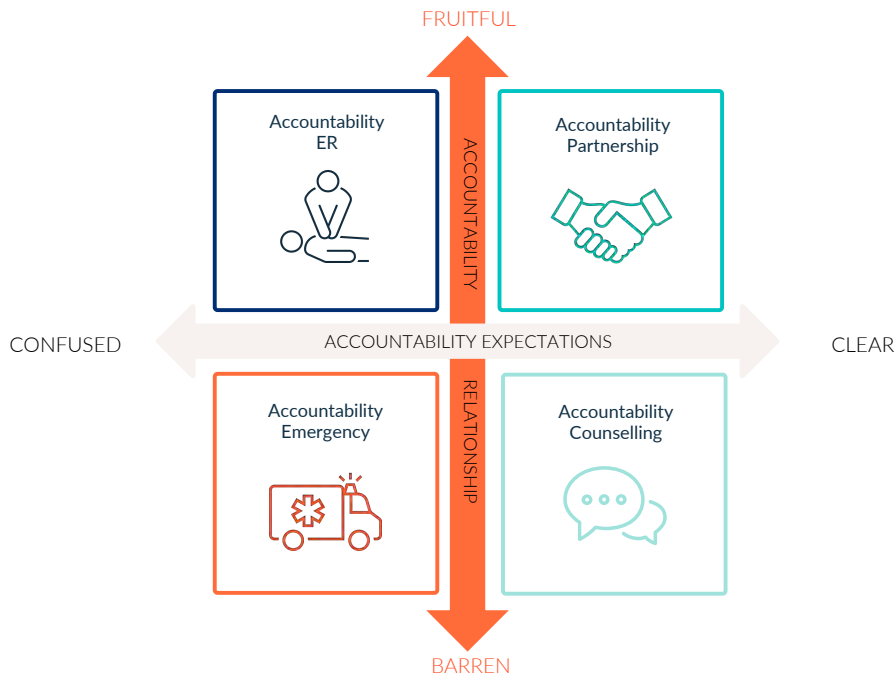 FRUITFUL
Accountability
ER
Accountability
Partnership
ACCOUNTABILITY
CONFUSED
ACCOUNTABILITY EXPECTATIONS
CLEAR
RELATIONSHIP
Accountability
Emergency
Accountability
Counselling
BARREN